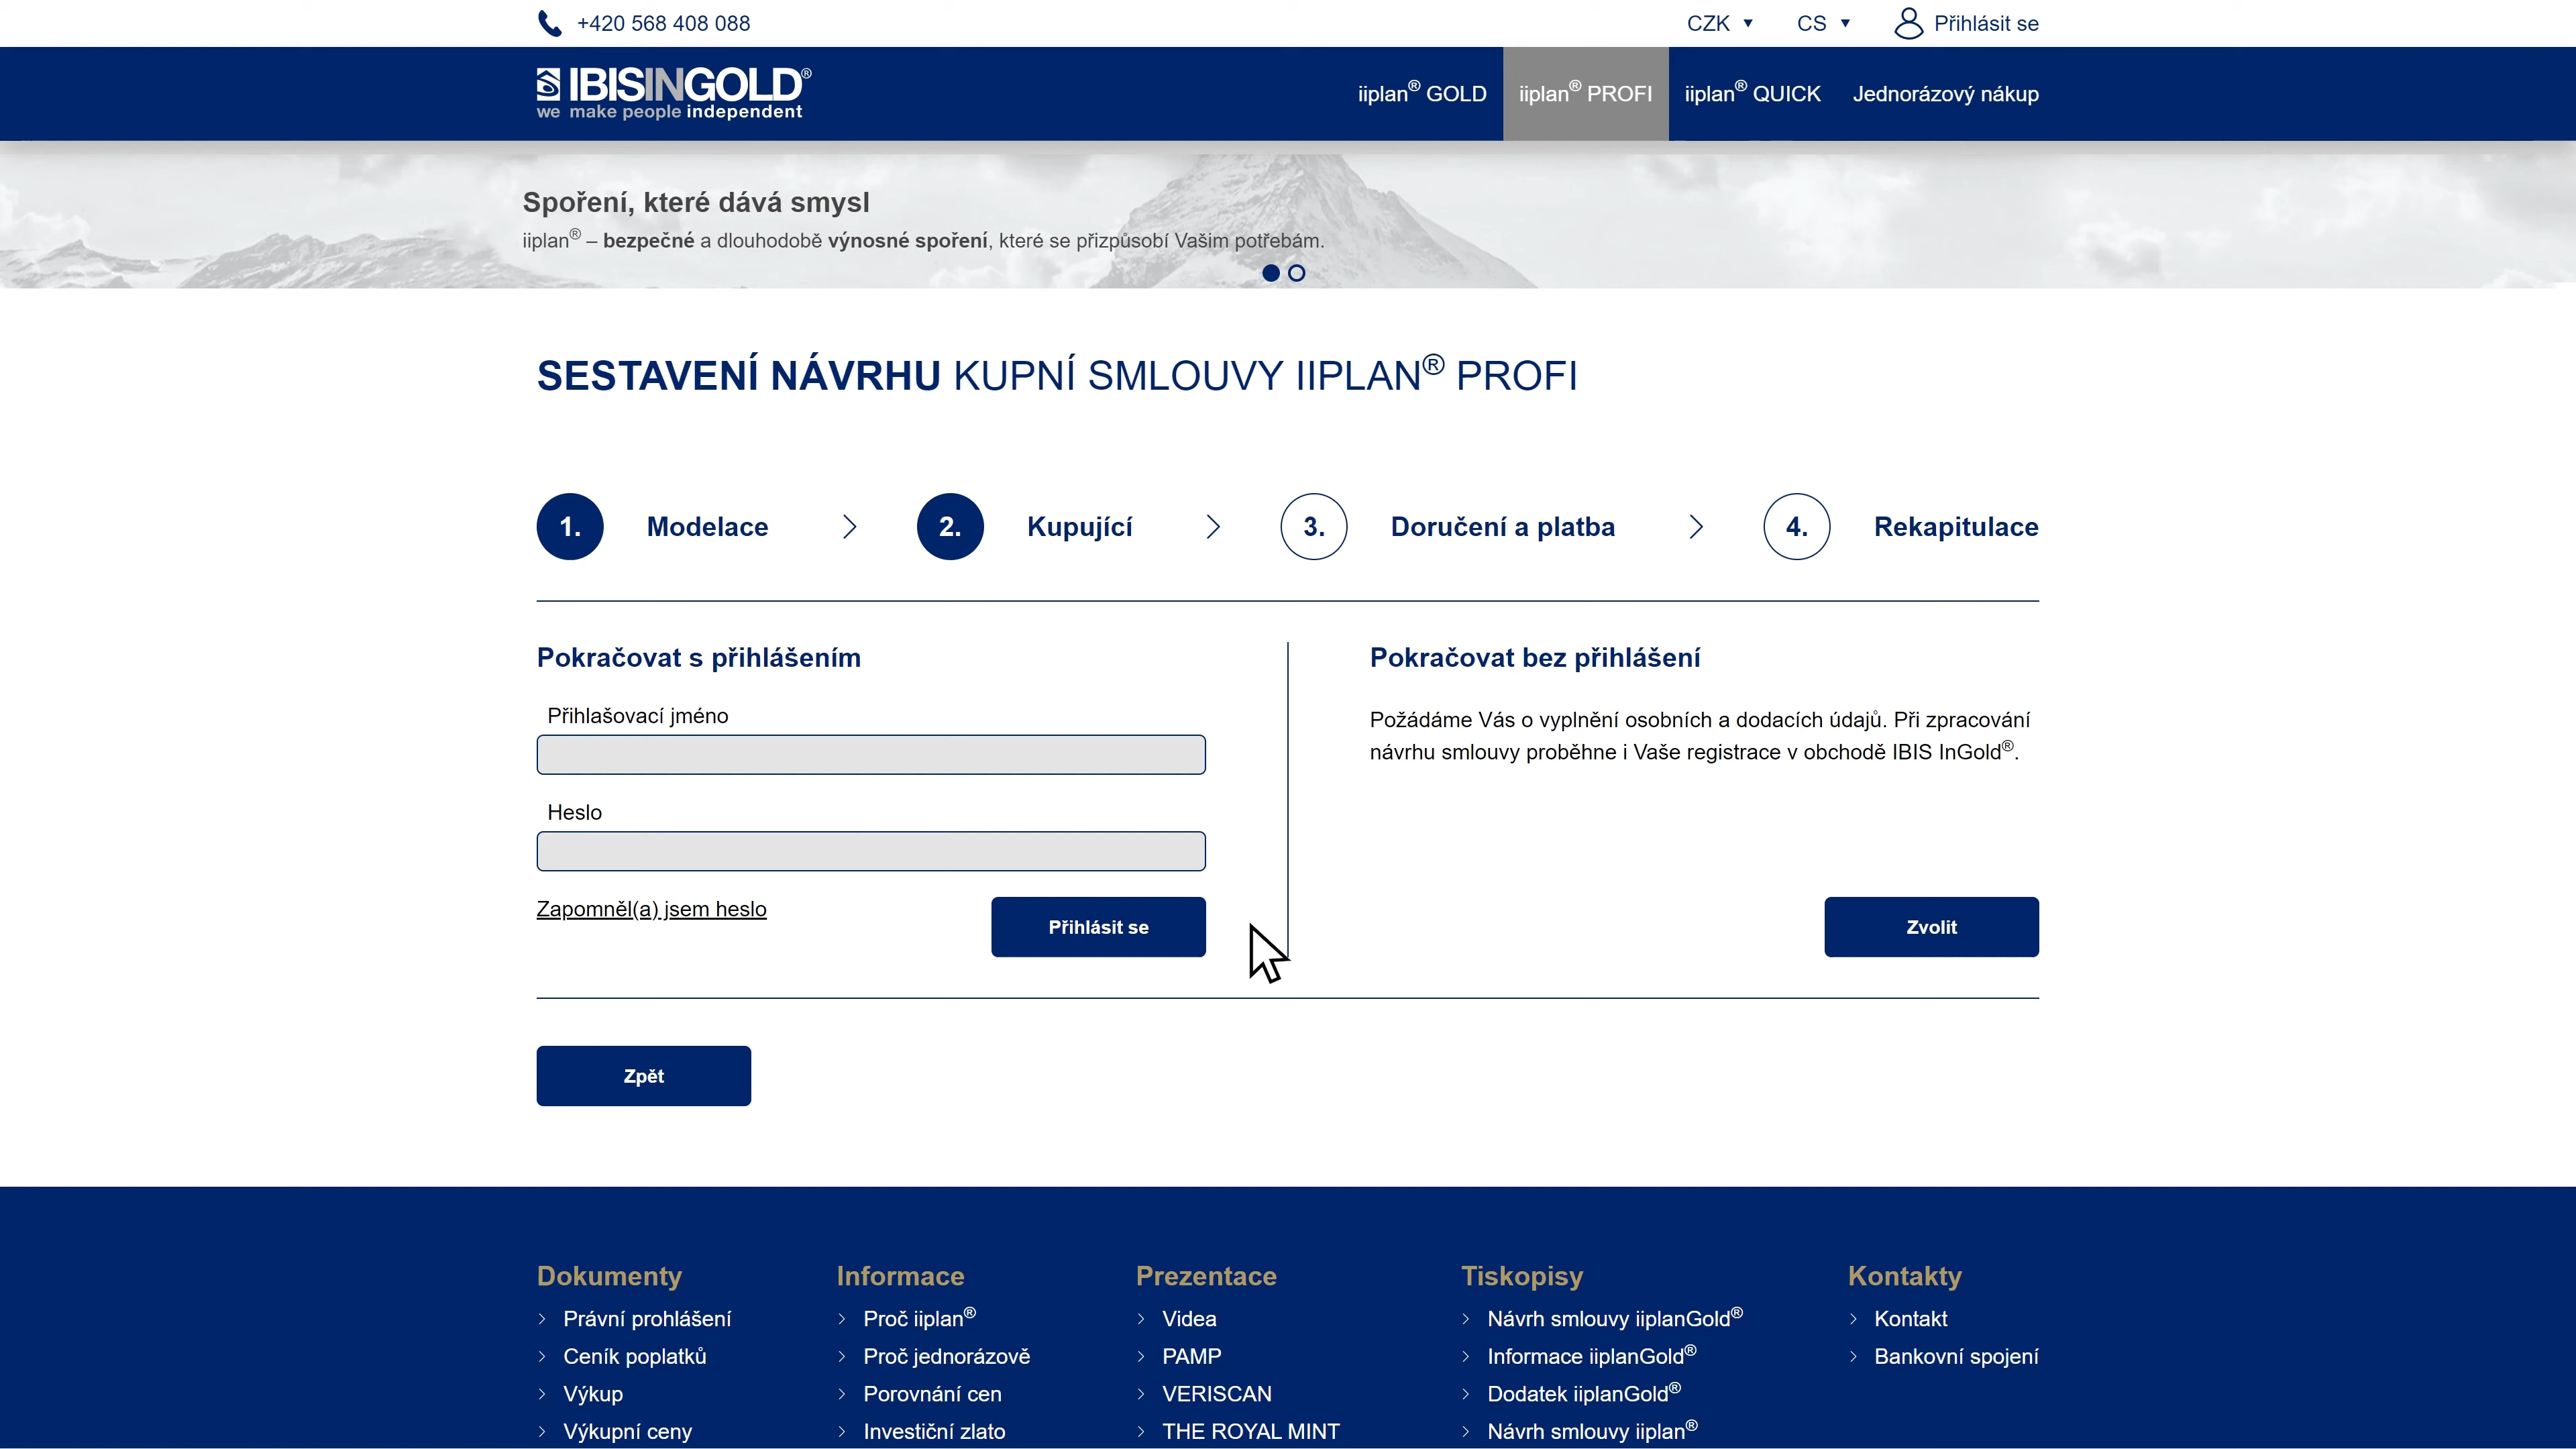 +420 568 408 088
CZK ▼ CS ▼ Přihlásit se
IBISINGOLD®
we make people independent
iiplan® GOLD iiplan® PROFI iiplan® QUICK Jednorázový nákup
Spoření, které dává smysl
iiplan® – bezpečné a dlouhodobě výnosné spoření, které se přizpůsobí Vašim potřebám.
SESTAVENÍ NÁVRHU KUPNÍ SMLOUVY IIPLAN® PROFI
1. Modelace > 2. Kupující > 3. Doručení a platba > 4. Rekapitulace
Pokračovat s přihlášením
Přihlašovací jméno
Heslo
Zapomněl(a) jsem heslo
Přihlásit se
Pokračovat bez přihlášení
Požádáme Vás o vyplnění osobních a dodacích údajů. Při zpracování
návrhu smlouvy proběhne i Vaše registrace v obchodě IBIS InGold®.
Zvolit
Zpět
Dokumenty
> Právní prohlášení
> Ceník poplatků
> Výkup
> Výkupní ceny
Informace
> Proč iiplan®
> Proč jednorázově
> Porovnání cen
> Investiční zlato
Prezentace
> Videa
> PAMP
> VERISCAN
> THE ROYAL MINT
Tiskopisy
> Návrh smlouvy iiplanGold®
> Informace iiplanGold®
> Dodatek iiplanGold®
> Návrh smlouvy iiplan®
Kontakty
> Kontakt
> Bankovní spojení